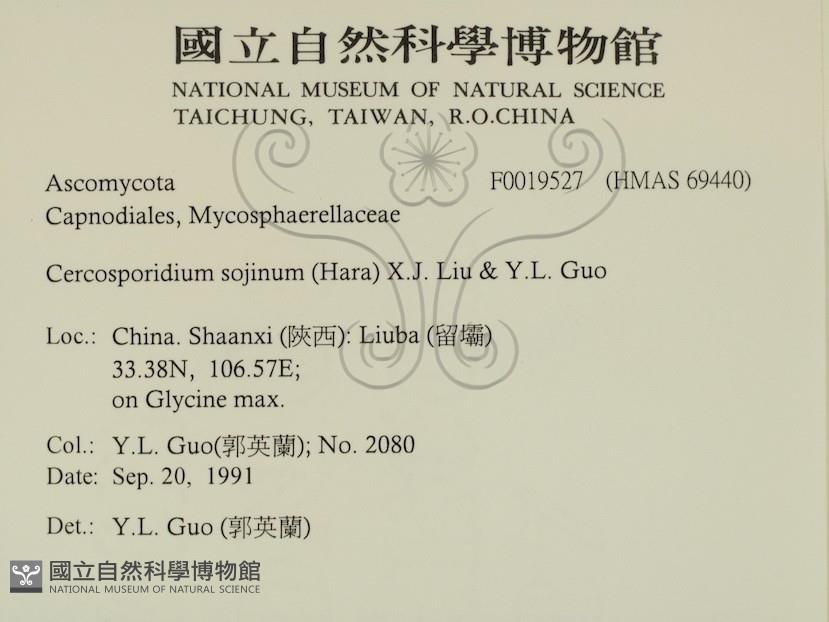 國立自然科學博物館
NATIONAL MUSEUM OF NATURAL SCIENCE
TAICHUNG, TAIWAN, R.O.CHINA
Ascomycota F0019527 (HMAS 69440)
Capnodiales, Mycosphaerellaceae
Cercosporidium sojinum (Hara) X.J. Liu & Y.L. Guo
Loc.: China. Shaanxi (陝西): Liuba (留壩)
33.38N, 106.57E;
on Glycine max.
Col.: Y.L. Guo(郭英蘭); No. 2080
Date: Sep. 20, 1991
Det.: Y.L. Guo (郭英蘭)
國立自然科學博物館
NATIONAL MUSEUM OF NATURAL SCIENCE